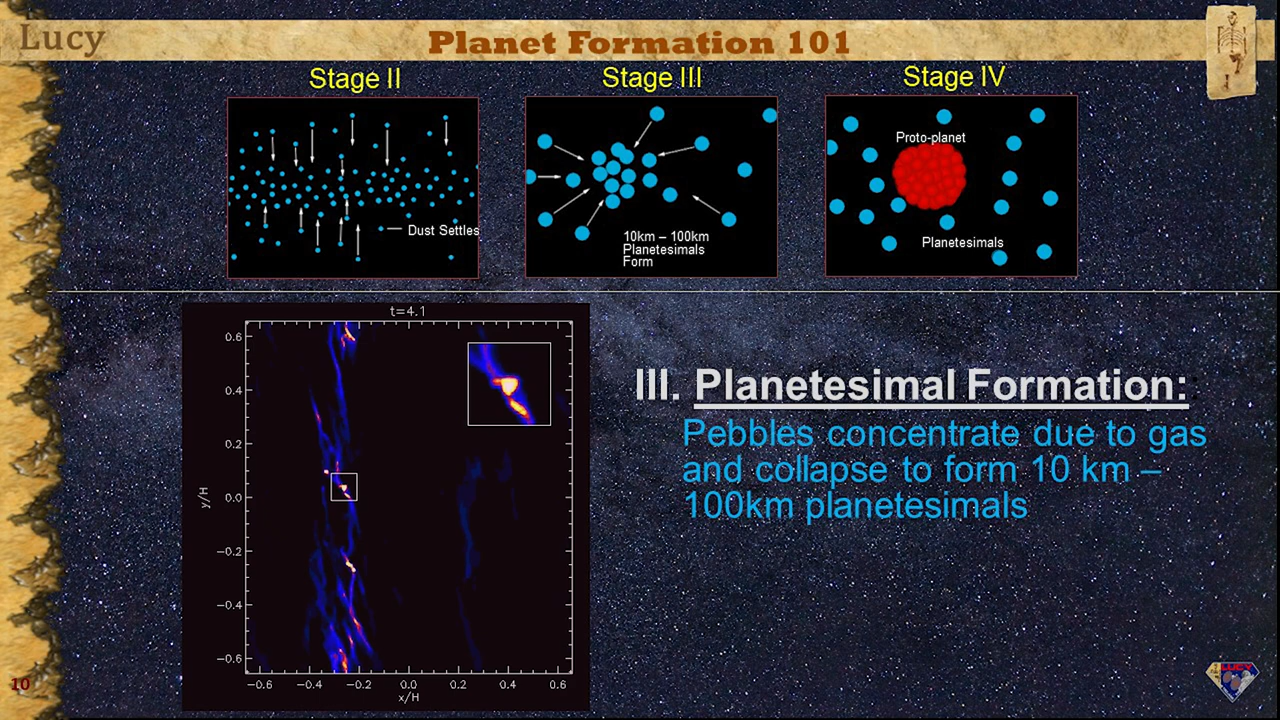 Lucy
Planet Formation 101
Stage II
Stage III
Stage IV
Dust Settles
10km – 100km
Planetesimals
Form
Proto-planet
Planetesimals
t=4.1
0.6
0.4
0.2
0.0
−0.2
−0.4
−0.6
y/H
−0.6 −0.4 −0.2 0.0 0.2 0.4 0.6
x/H
III. Planetesimal Formation:
Pebbles concentrate due to gas
and collapse to form 10 km –
100km planetesimals
10
LUCY